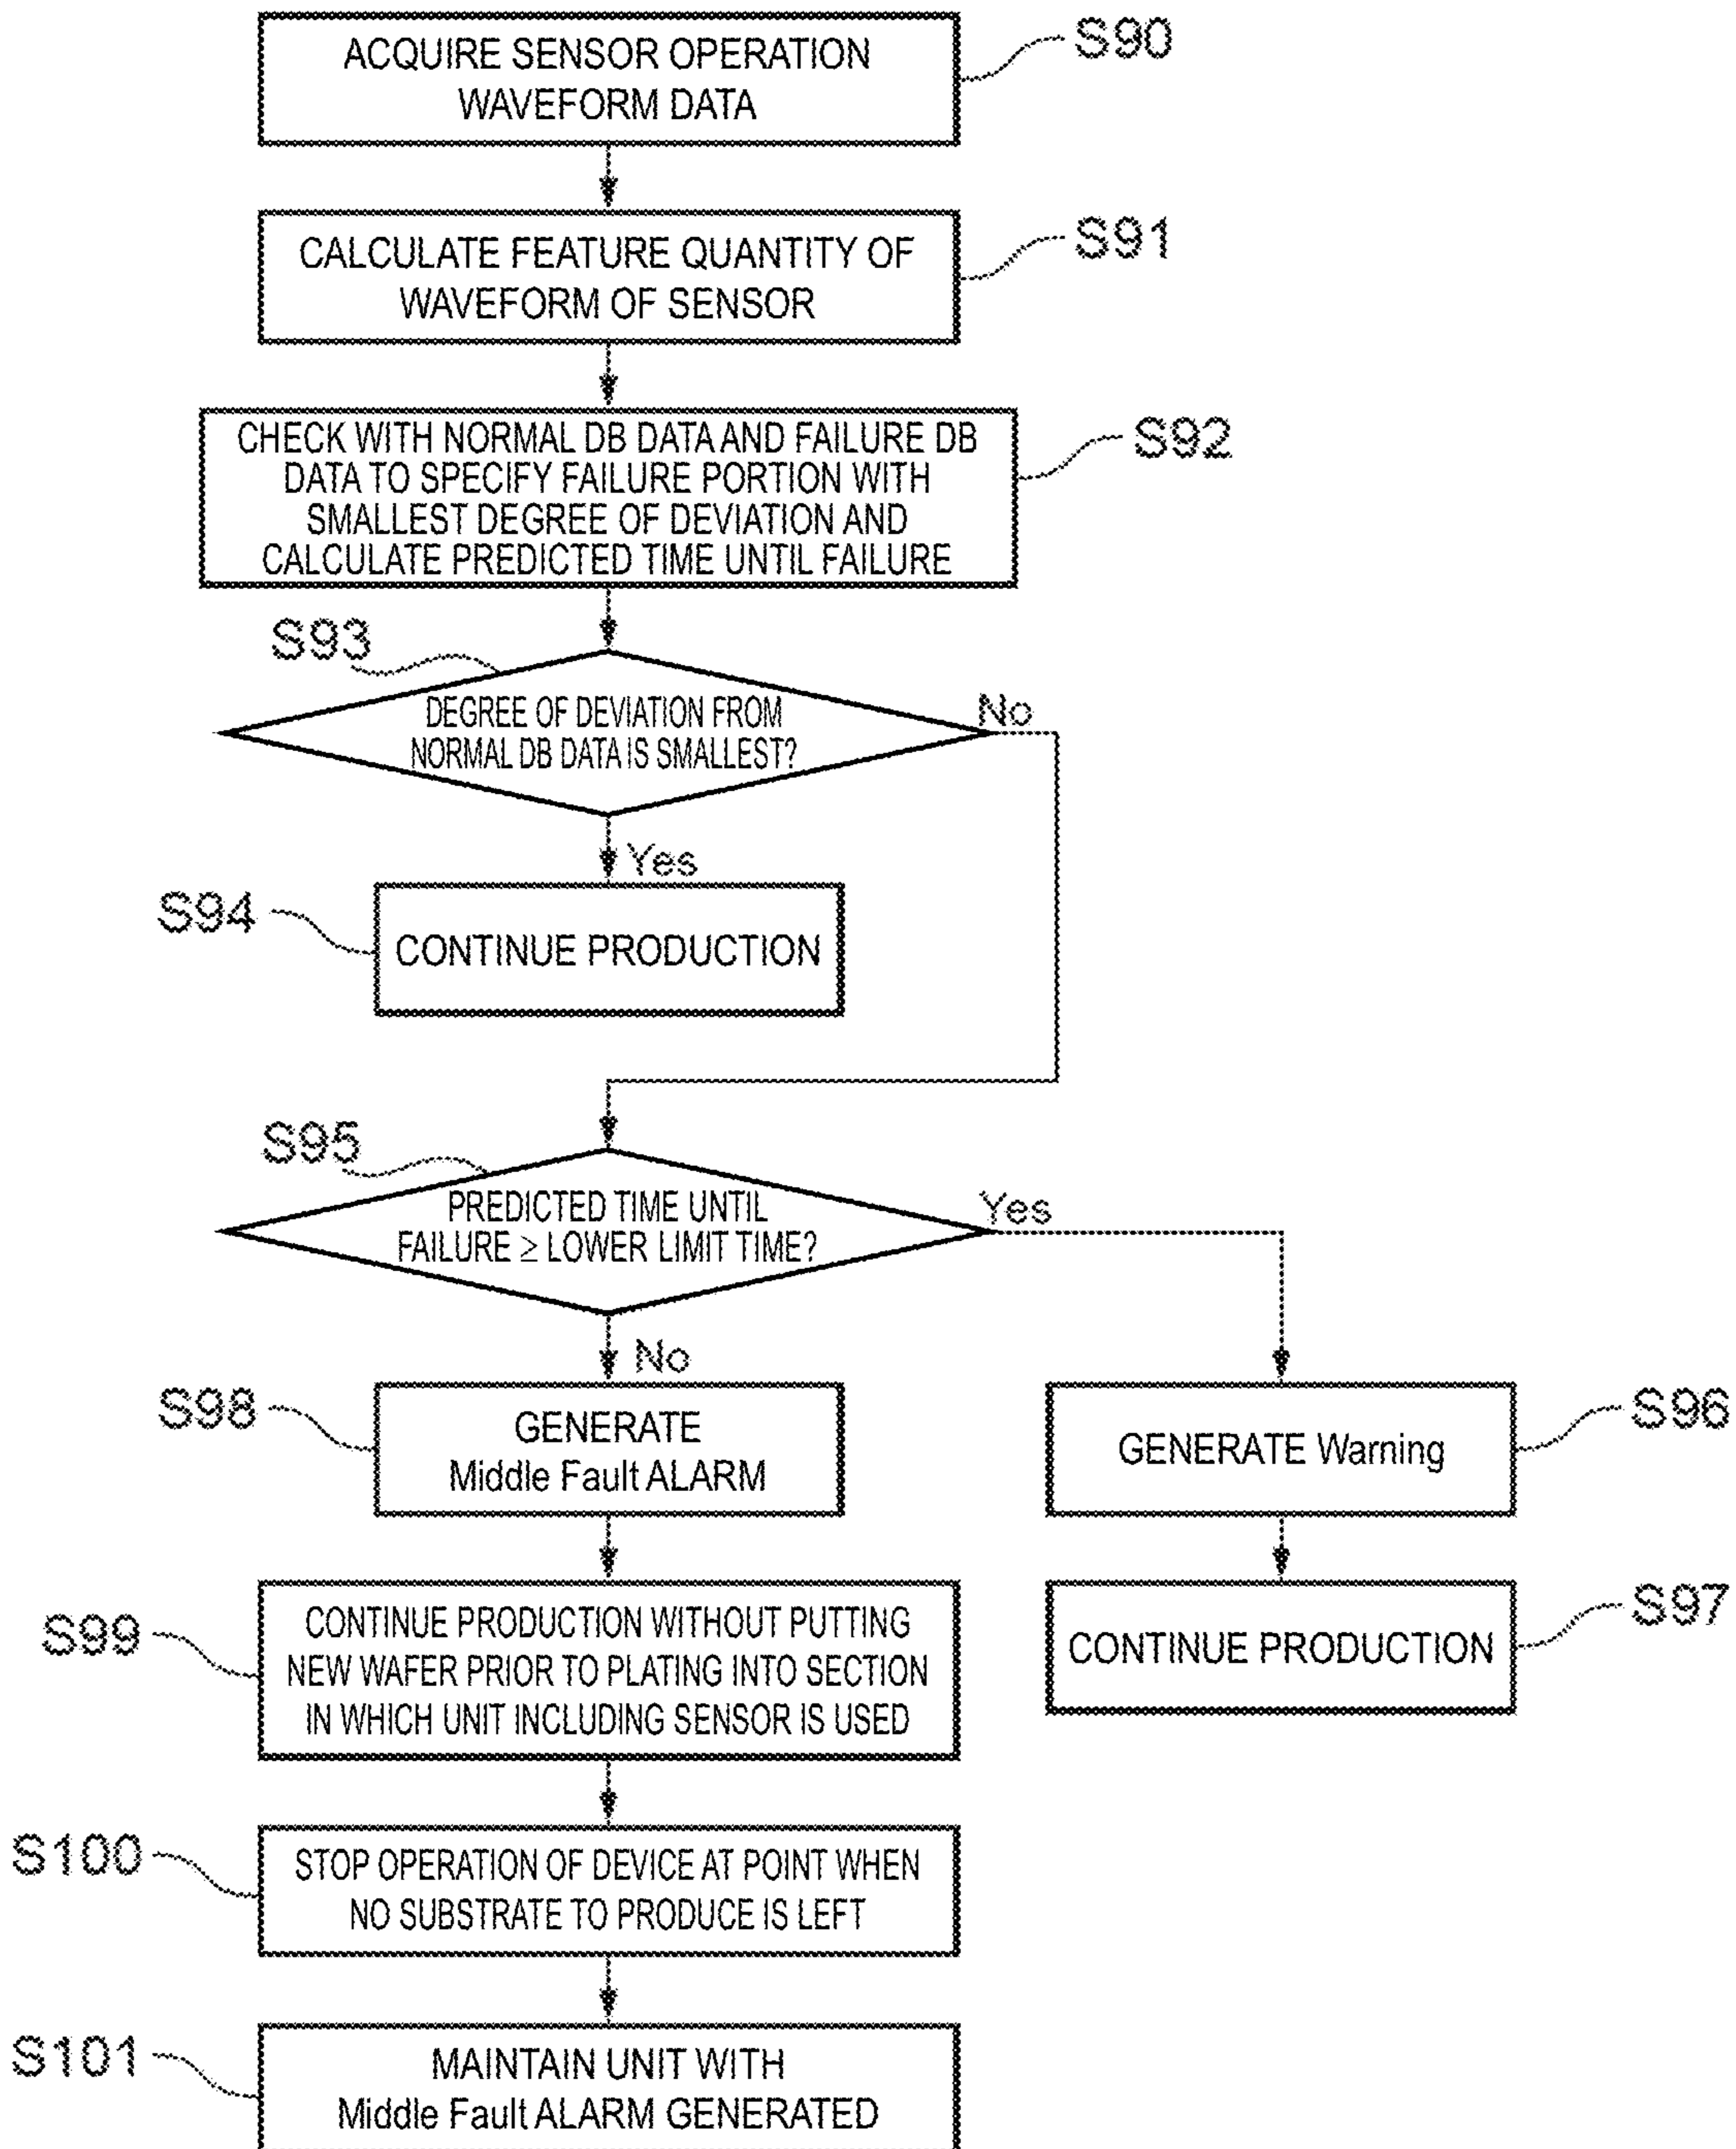 ACQUIRE SENSOR OPERATION
WAVEFORM DATA
S90
CALCULATE FEATURE QUANTITY OF
WAVEFORM OF SENSOR
S91
CHECK WITH NORMAL DB DATA AND FAILURE DB
DATA TO SPECIFY FAILURE PORTION WITH
SMALLEST DEGREE OF DEVIATION AND
CALCULATE PREDICTED TIME UNTIL FAILURE
S92
S93
DEGREE OF DEVIATION FROM
NORMAL DB DATA IS SMALLEST?
No
Yes
S94
CONTINUE PRODUCTION
S95
PREDICTED TIME UNTIL
FAILURE ≥ LOWER LIMIT TIME?
Yes
No
S98
GENERATE
Middle Fault ALARM
GENERATE Warning
S96
S99
CONTINUE PRODUCTION WITHOUT PUTTING
NEW WAFER PRIOR TO PLATING INTO SECTION
IN WHICH UNIT INCLUDING SENSOR IS USED
CONTINUE PRODUCTION
S97
S100
STOP OPERATION OF DEVICE AT POINT WHEN
NO SUBSTRATE TO PRODUCE IS LEFT
S101
MAINTAIN UNIT WITH
Middle Fault ALARM GENERATED